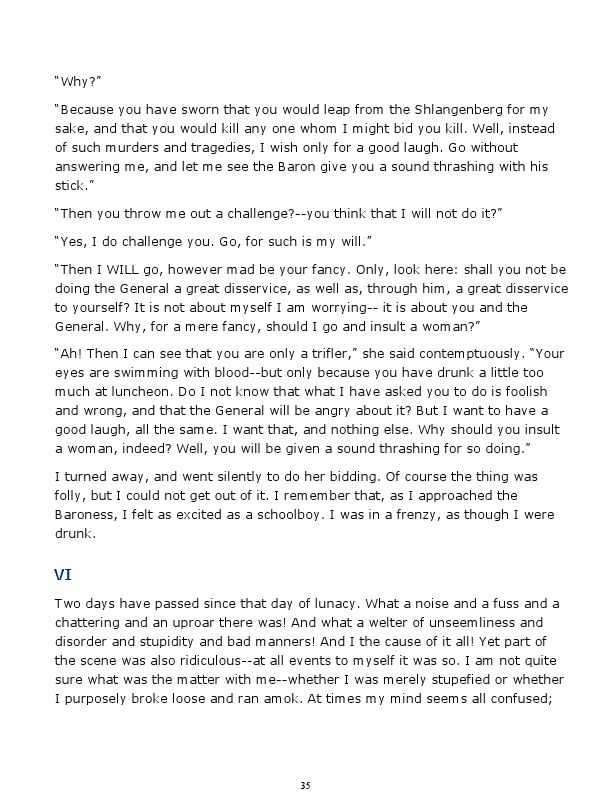 “Why?”
“Because you have sworn that you would leap from the Shlangenberg for my
sake, and that you would kill any one whom I might bid you kill. Well, instead
of such murders and tragedies, I wish only for a good laugh. Go without
answering me, and let me see the Baron give you a sound thrashing with his
stick.”
“Then you throw me out a challenge?--you think that I will not do it?”
“Yes, I do challenge you. Go, for such is my will.”
“Then I WILL go, however mad be your fancy. Only, look here: shall you not be
doing the General a great disservice, as well as, through him, a great disservice
to yourself? It is not about myself I am worrying-- it is about you and the
General. Why, for a mere fancy, should I go and insult a woman?”
“Ah! Then I can see that you are only a trifler,” she said contemptuously. “Your
eyes are swimming with blood--but only because you have drunk a little too
much at luncheon. Do I not know that what I have asked you to do is foolish
and wrong, and that the General will be angry about it? But I want to have a
good laugh, all the same. I want that, and nothing else. Why should you insult
a woman, indeed? Well, you will be given a sound thrashing for so doing.”
I turned away, and went silently to do her bidding. Of course the thing was
folly, but I could not get out of it. I remember that, as I approached the
Baroness, I felt as excited as a schoolboy. I was in a frenzy, as though I were
drunk.
VI
Two days have passed since that day of lunacy. What a noise and a fuss and a
chattering and an uproar there was! And what a welter of unseemliness and
disorder and stupidity and bad manners! And I the cause of it all! Yet part of
the scene was also ridiculous--at all events to myself it was so. I am not quite
sure what was the matter with me--whether I was merely stupefied or whether
I purposely broke loose and ran amok. At times my mind seems all confused;
35